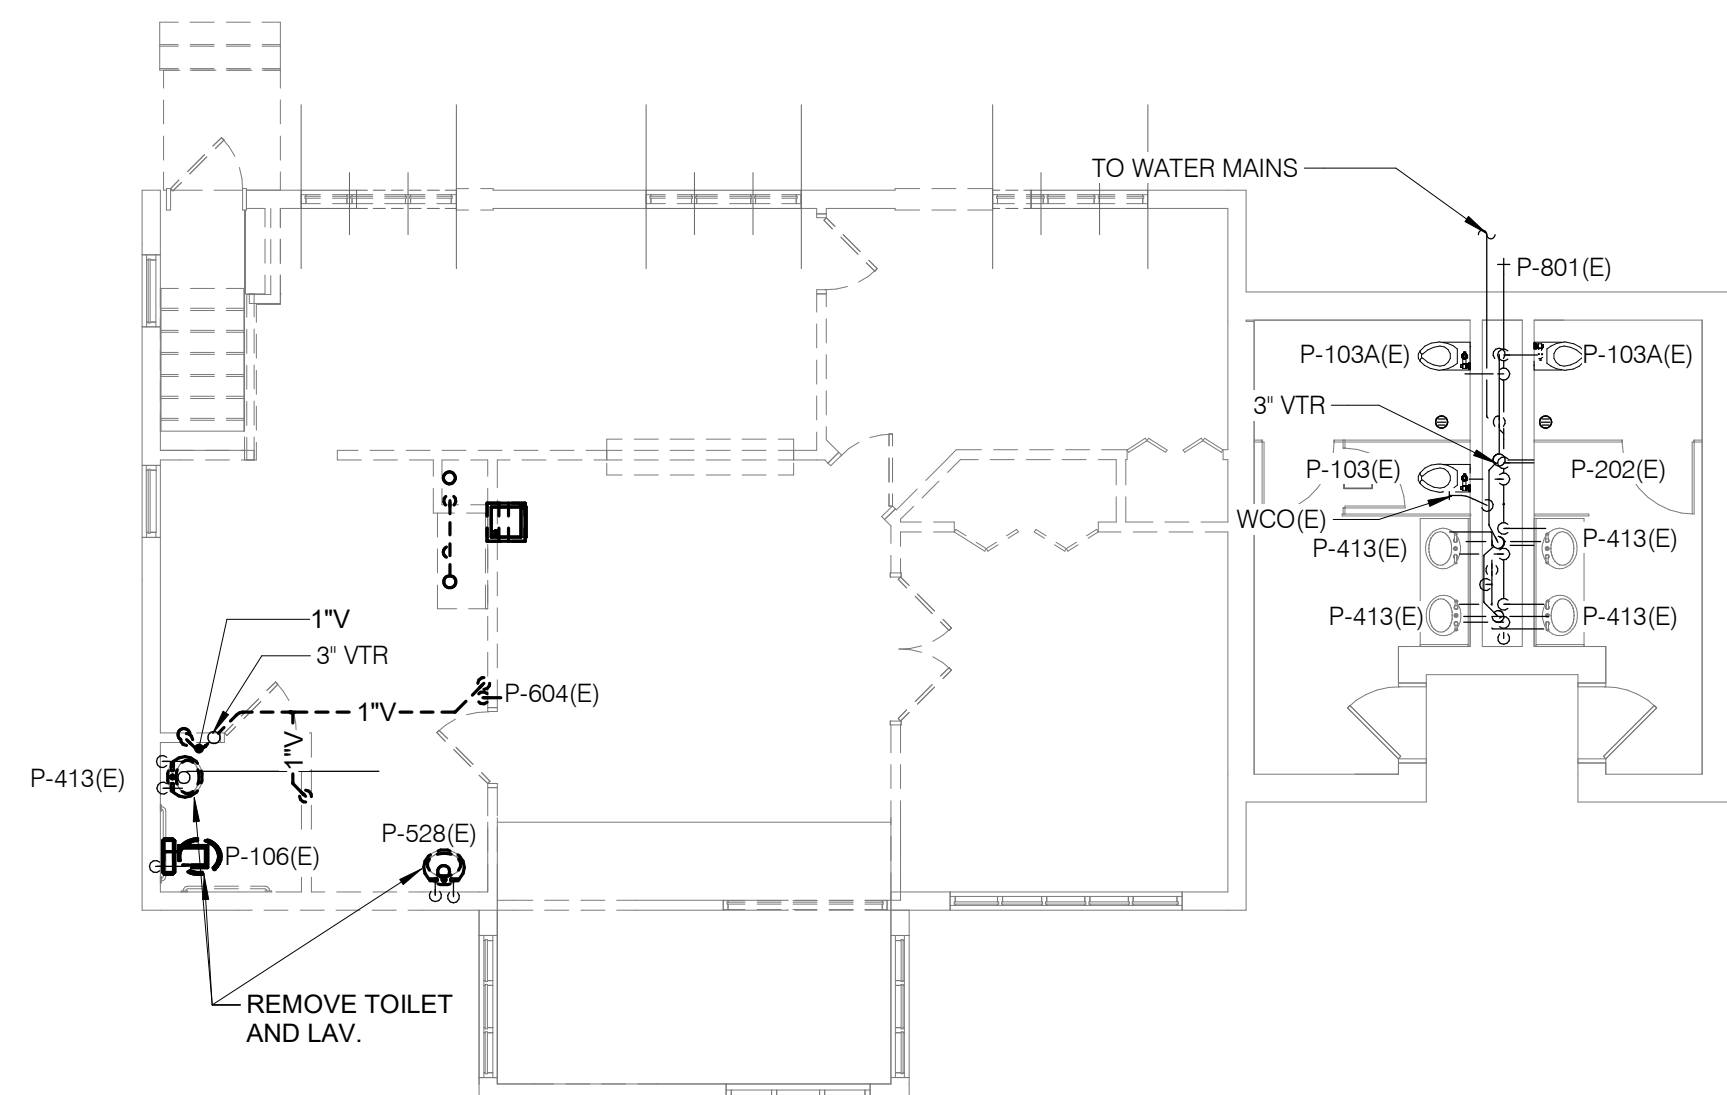 TO WATER MAINS
P-801(E)
P-103A(E)
P-103A(E)
3" VTR
P-103(E)
P-202(E)
WCO(E)
P-413(E)
P-413(E)
P-413(E)
P-413(E)
1"V
3" VTR
P-604(E)
1"V
1"V
P-413(E)
P-528(E)
P-106(E)
REMOVE TOILET
AND LAV.